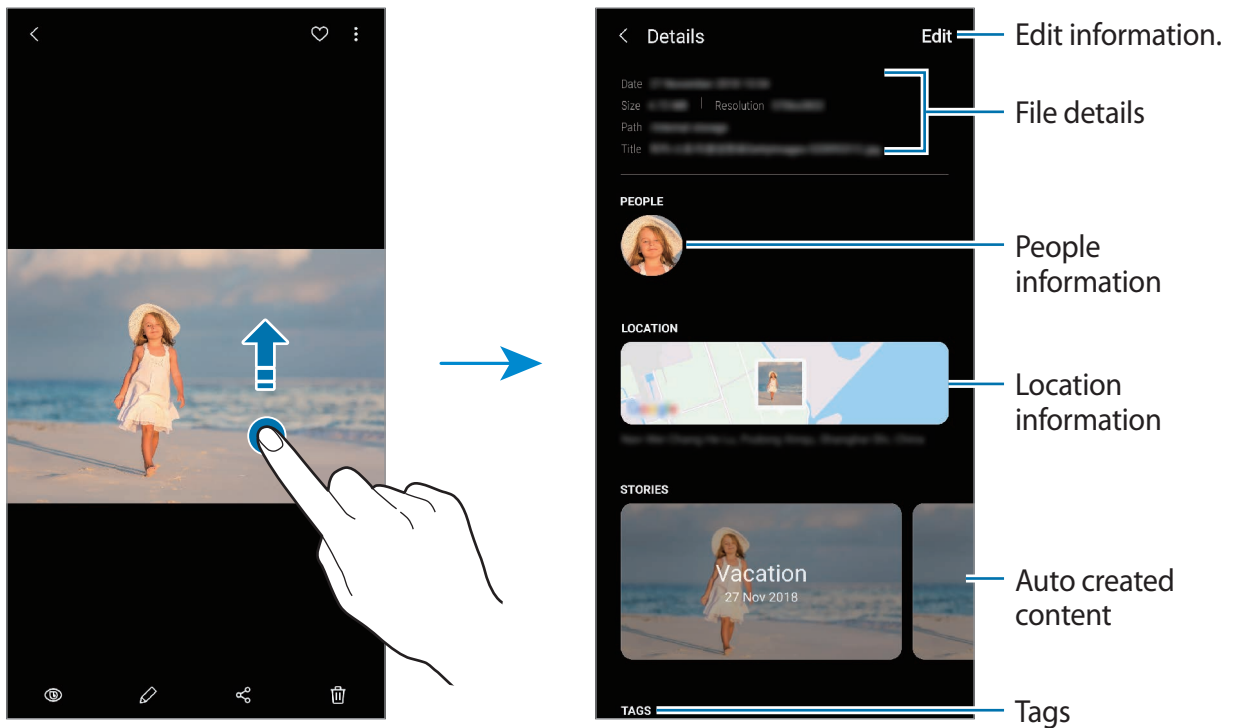 Details
Edit
Edit information.
Date
Size
Resolution
File details
Path
Title
PEOPLE
People
information
LOCATION
Location
information
STORIES
Vacation
27 Nov 2018
Auto created
content
TAGS
Tags